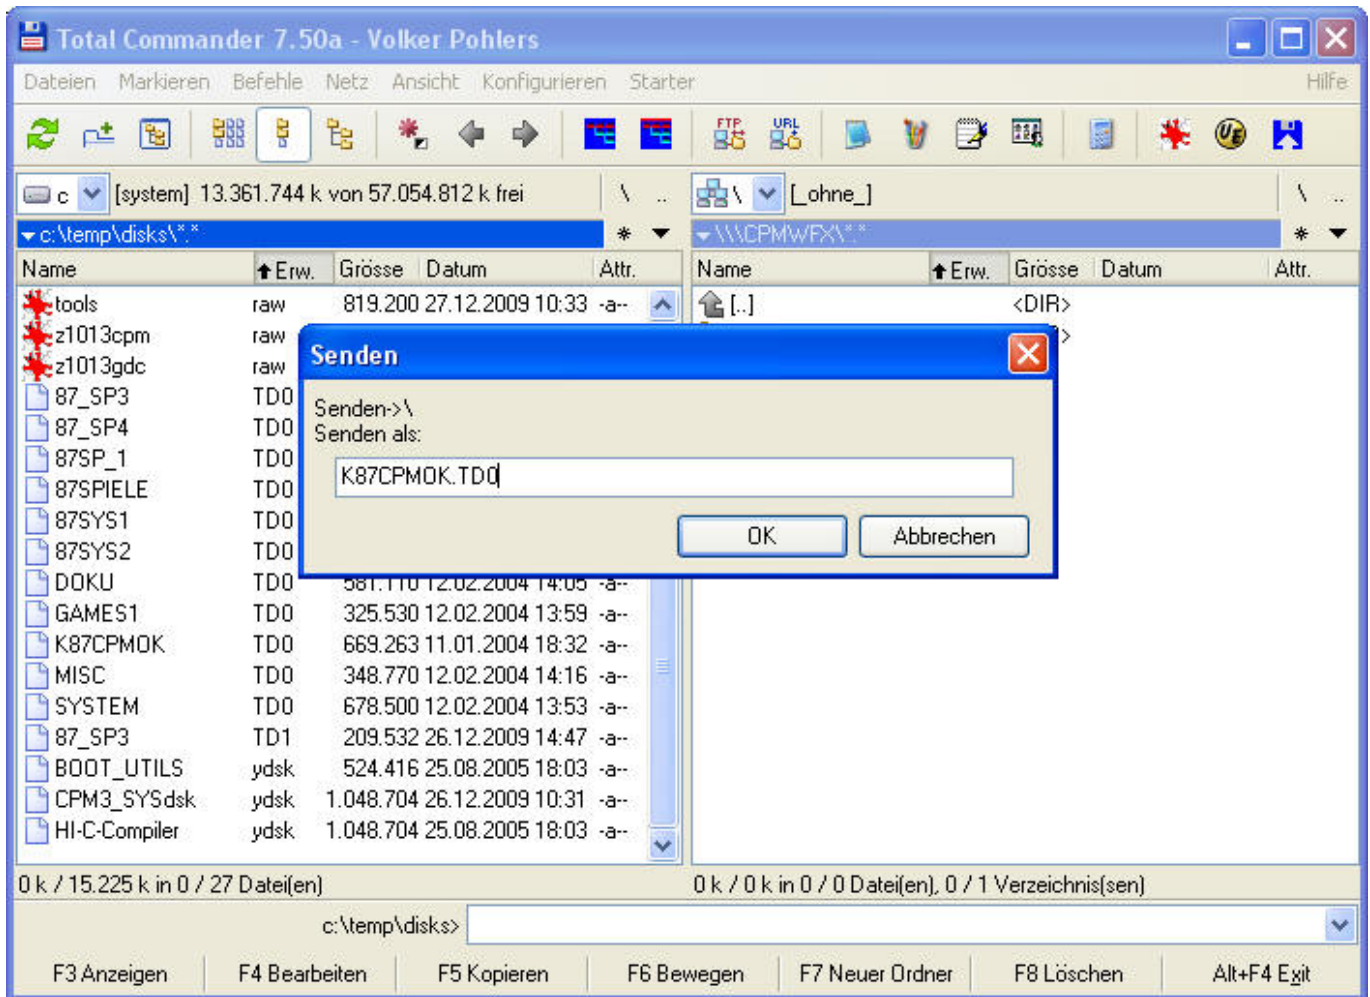 Total Commander 7.50a - Volker Pohlers
Dateien Markieren Befehle Netz Ansicht Konfigurieren Starter Hilfe
FTP URL UE
c [system] 13.361.744 k von 57.054.812 k frei \ .. \ [_ohne_] \ ..
c:\temp\disks\*.* * \\\CPMWFX\*.* *
Name Erw. Grösse Datum Attr. Name Erw. Grösse Datum Attr.
tools raw 819.200 27.12.2009 10:33 -a-- [..] <DIR>
z1013cpm raw >
z1013gdc raw
87_SP3 TD0
87_SP4 TD0
87SP_1 TD0
87SPIELE TD0
87SYS1 TD0
87SYS2 TD0
Senden
Senden->\
Senden als:
K87CPMOK.TD0
OK Abbrechen
DOKU TD0 581.110 12.02.2004 14:05 -a--
GAMES1 TD0 325.530 12.02.2004 13:59 -a--
K87CPMOK TD0 669.263 11.01.2004 18:32 -a--
MISC TD0 348.770 12.02.2004 14:16 -a--
SYSTEM TD0 678.500 12.02.2004 13:53 -a--
87_SP3 TD1 209.532 26.12.2009 14:47 -a--
BOOT_UTILS ydsk 524.416 25.08.2005 18:03 -a--
CPM3_SYSdsk ydsk 1.048.704 26.12.2009 10:31 -a--
HI-C-Compiler ydsk 1.048.704 25.08.2005 18:03 -a--
0 k / 15.225 k in 0 / 27 Datei(en) 0 k / 0 k in 0 / 0 Datei(en), 0 / 1 Verzeichnis(sen)
c:\temp\disks>
F3 Anzeigen F4 Bearbeiten F5 Kopieren F6 Bewegen F7 Neuer Ordner F8 Löschen Alt+F4 Exit